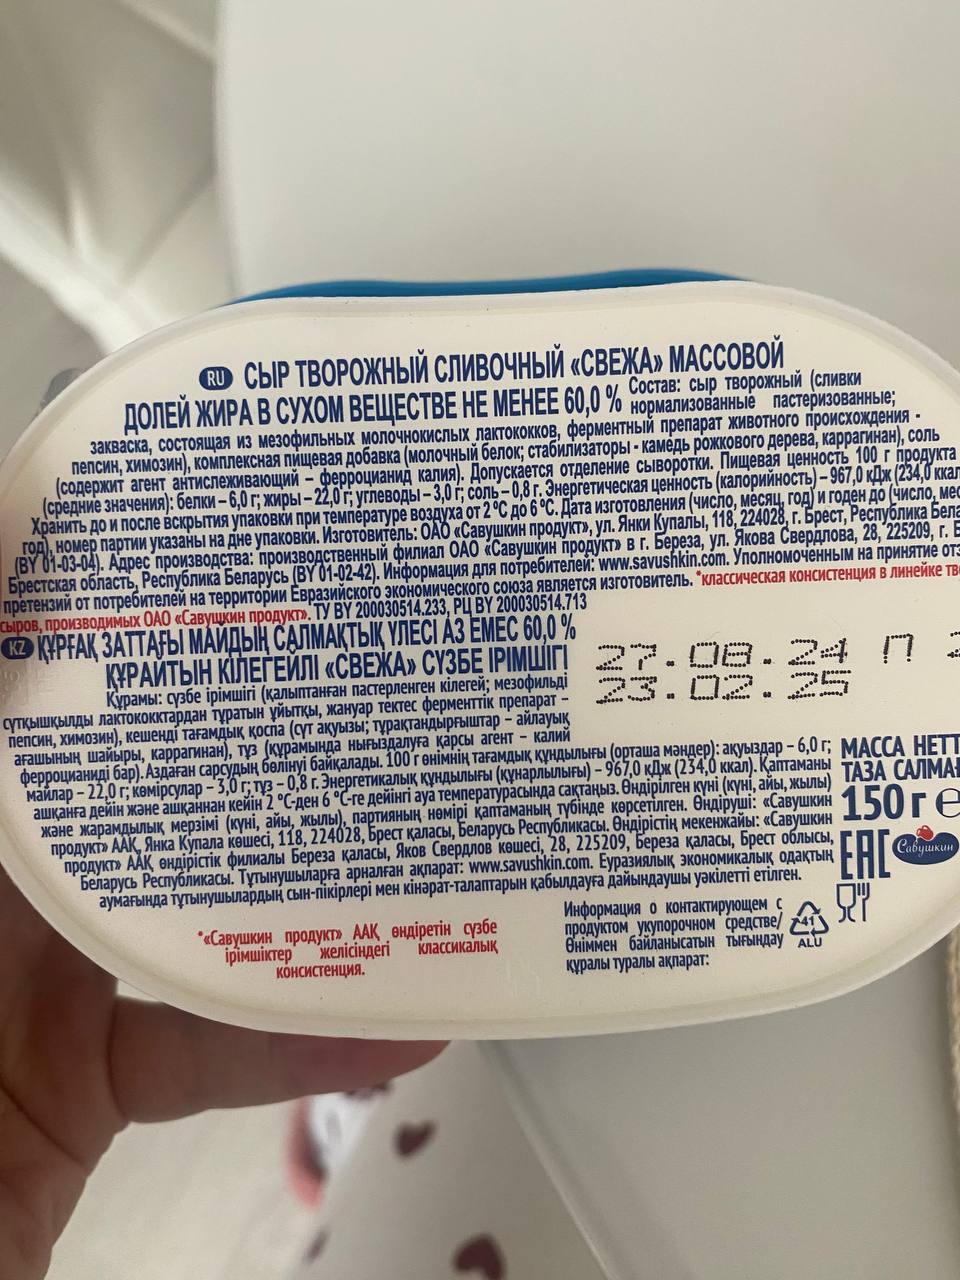 RU СЫР ТВОРОЖНЫЙ СЛИВОЧНЫЙ «СВЕЖА» МАССОВОЙ
ДОЛЕЙ ЖИРА В СУХОМ ВЕЩЕСТВЕ НЕ МЕНЕЕ 60,0 % Состав: сыр творожный (сливки
нормализованные пастеризованные;
закваска, состоящая из мезофильных молочнокислых лактококков, ферментный препарат животного происхождения -
пепсин, химозин), комплексная пищевая добавка (молочный белок; стабилизаторы - камедь рожкового дерева, каррагинан), соль
(содержит агент антислеживающий – ферроцианид калия). Допускается отделение сыворотки. Пищевая ценность 100 г продукта
(средние значения): белки – 6,0 г; жиры – 22,0 г; углеводы – 3,0 г; соль – 0,8 г. Энергетическая ценность (калорийность) – 967,0 кДж (234,0 ккал
Хранить до и после вскрытия упаковки при температуре воздуха от 2 °С до 6 °С. Дата изготовления (число, месяц, год) и годен до (число,
год), номер партии указаны на дне упаковки. Изготовитель: ОАО «Савушкин продукт», ул. Янки Купалы, 118, 224028, г. Брест, Республика
(BY 01-03-04). Адрес производства: производственный филиал ОАО «Савушкин продукт» в г. Береза, ул. Якова Свердлова, 28, 225209, г.
Брестская область, Республика Беларусь (BY 01-02-42). Информация для потребителей: www.savushkin.com. Уполномоченным на принятие
претензий от потребителей на территории Евразийского экономического союза является изготовитель. *классическая консистенция в линейке
сыров, производимых ОАО «Савушкин продукт». ТУ BY 200030514.233, РЦ BY 200030514.713
KZ ҚҰРҒАҚ ЗАТТАҒЫ МАЙДЫҢ САЛМАҚТЫҚ ҮЛЕСІ АЗ ЕМЕС 60,0 %
ҚҰРАЙТЫН КІЛЕГЕЙЛІ «СВЕЖА» СҮЗБЕ ІРІМШІГІ
27.08.24 П
23.02.25
Құрамы: сүзбе ірімшігі (қалыптанған пастерленген кілегей; мезофильді
сүтқышқылды лактококктардан тұратын ұйытқы, жануар тектес ферменттік препарат –
пепсин, химозин), кешенді тағамдық қоспа (сүт ақуызы; тұрақтандырғыштар – айлауық
ағашының шайыры, каррагинан), тұз (құрамында нығыздалуға қарсы агент – калий
ферроцианиді бар). Аздаған сарсудың бөлінуі байқалады. 100 г өнімнің тағамдық құндылығы (орташа мәндер): ақуыздар – 6,0 г;
майлар – 22,0 г; көмірсулар – 3,0 г; тұз – 0,8 г. Энергетикалық құндылығы (құнарлылығы) – 967,0 кДж (234,0 ккал). Қаптаманы
ашқанға дейін және ашқаннан кейін 2 °С-ден 6 °С-ге дейінгі ауа температурасында сақтаңыз. Өндірілген күні (күні, айы, жылы)
және жарамдылық мерзімі (күні, айы, жылы), партияның нөмірі қаптаманың түбінде көрсетілген. Өндіруші: «Савушкин
продукт» ААҚ, Янка Купала көшесі, 118, 224028, Брест қаласы, Беларусь Республикасы. Өндірістің мекенжайы: «Савушкин
продукт» ААҚ өндірістік филиалы Береза қаласы, Яков Свердлов көшесі, 28, 225209, Береза қаласы, Брест облысы,
Беларусь Республикасы. Тұтынушыларға арналған ақпарат: www.savushkin.com. Еуразиялық экономикалық одақтың
аумағында тұтынушылардың сын-пікірлері мен кінәрат-талаптарын қабылдауға дайындаушы уәкілетті етілген.
МАССА НЕТТ
ТАЗА
150 г e
EAC
Савушкин
*«Савушкин продукт» ААҚ өндіретін сүзбе
ірімшіктер желісіндегі классикалық
консистенция.
Информация о контактирующем с
продуктом укупорочном средстве/
Өніммен байланысатын тығындау
құралы туралы ақпарат:
41
ALU